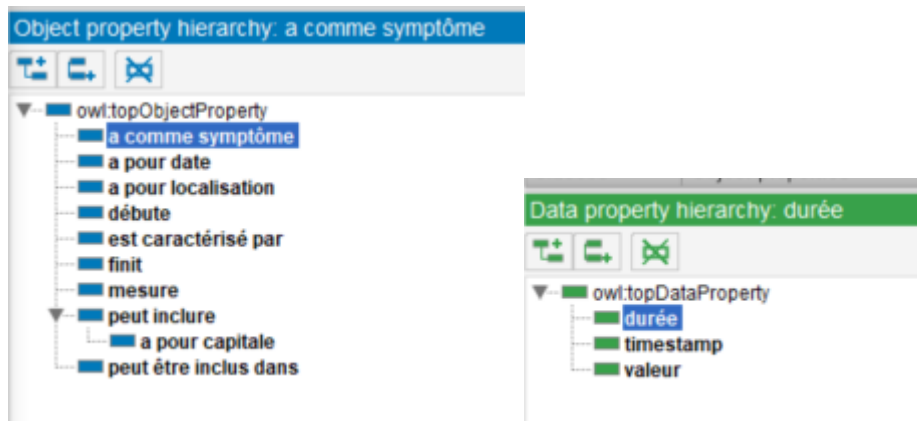 Object property hierarchy: a comme symptôme
owl:topObjectProperty
a comme symptôme
a pour date
a pour localisation
débute
est caractérisé par
finit
mesure
peut inclure
a pour capitale
peut être inclus dans
Data property hierarchy: durée
owl:topDataProperty
durée
timestamp
valeur